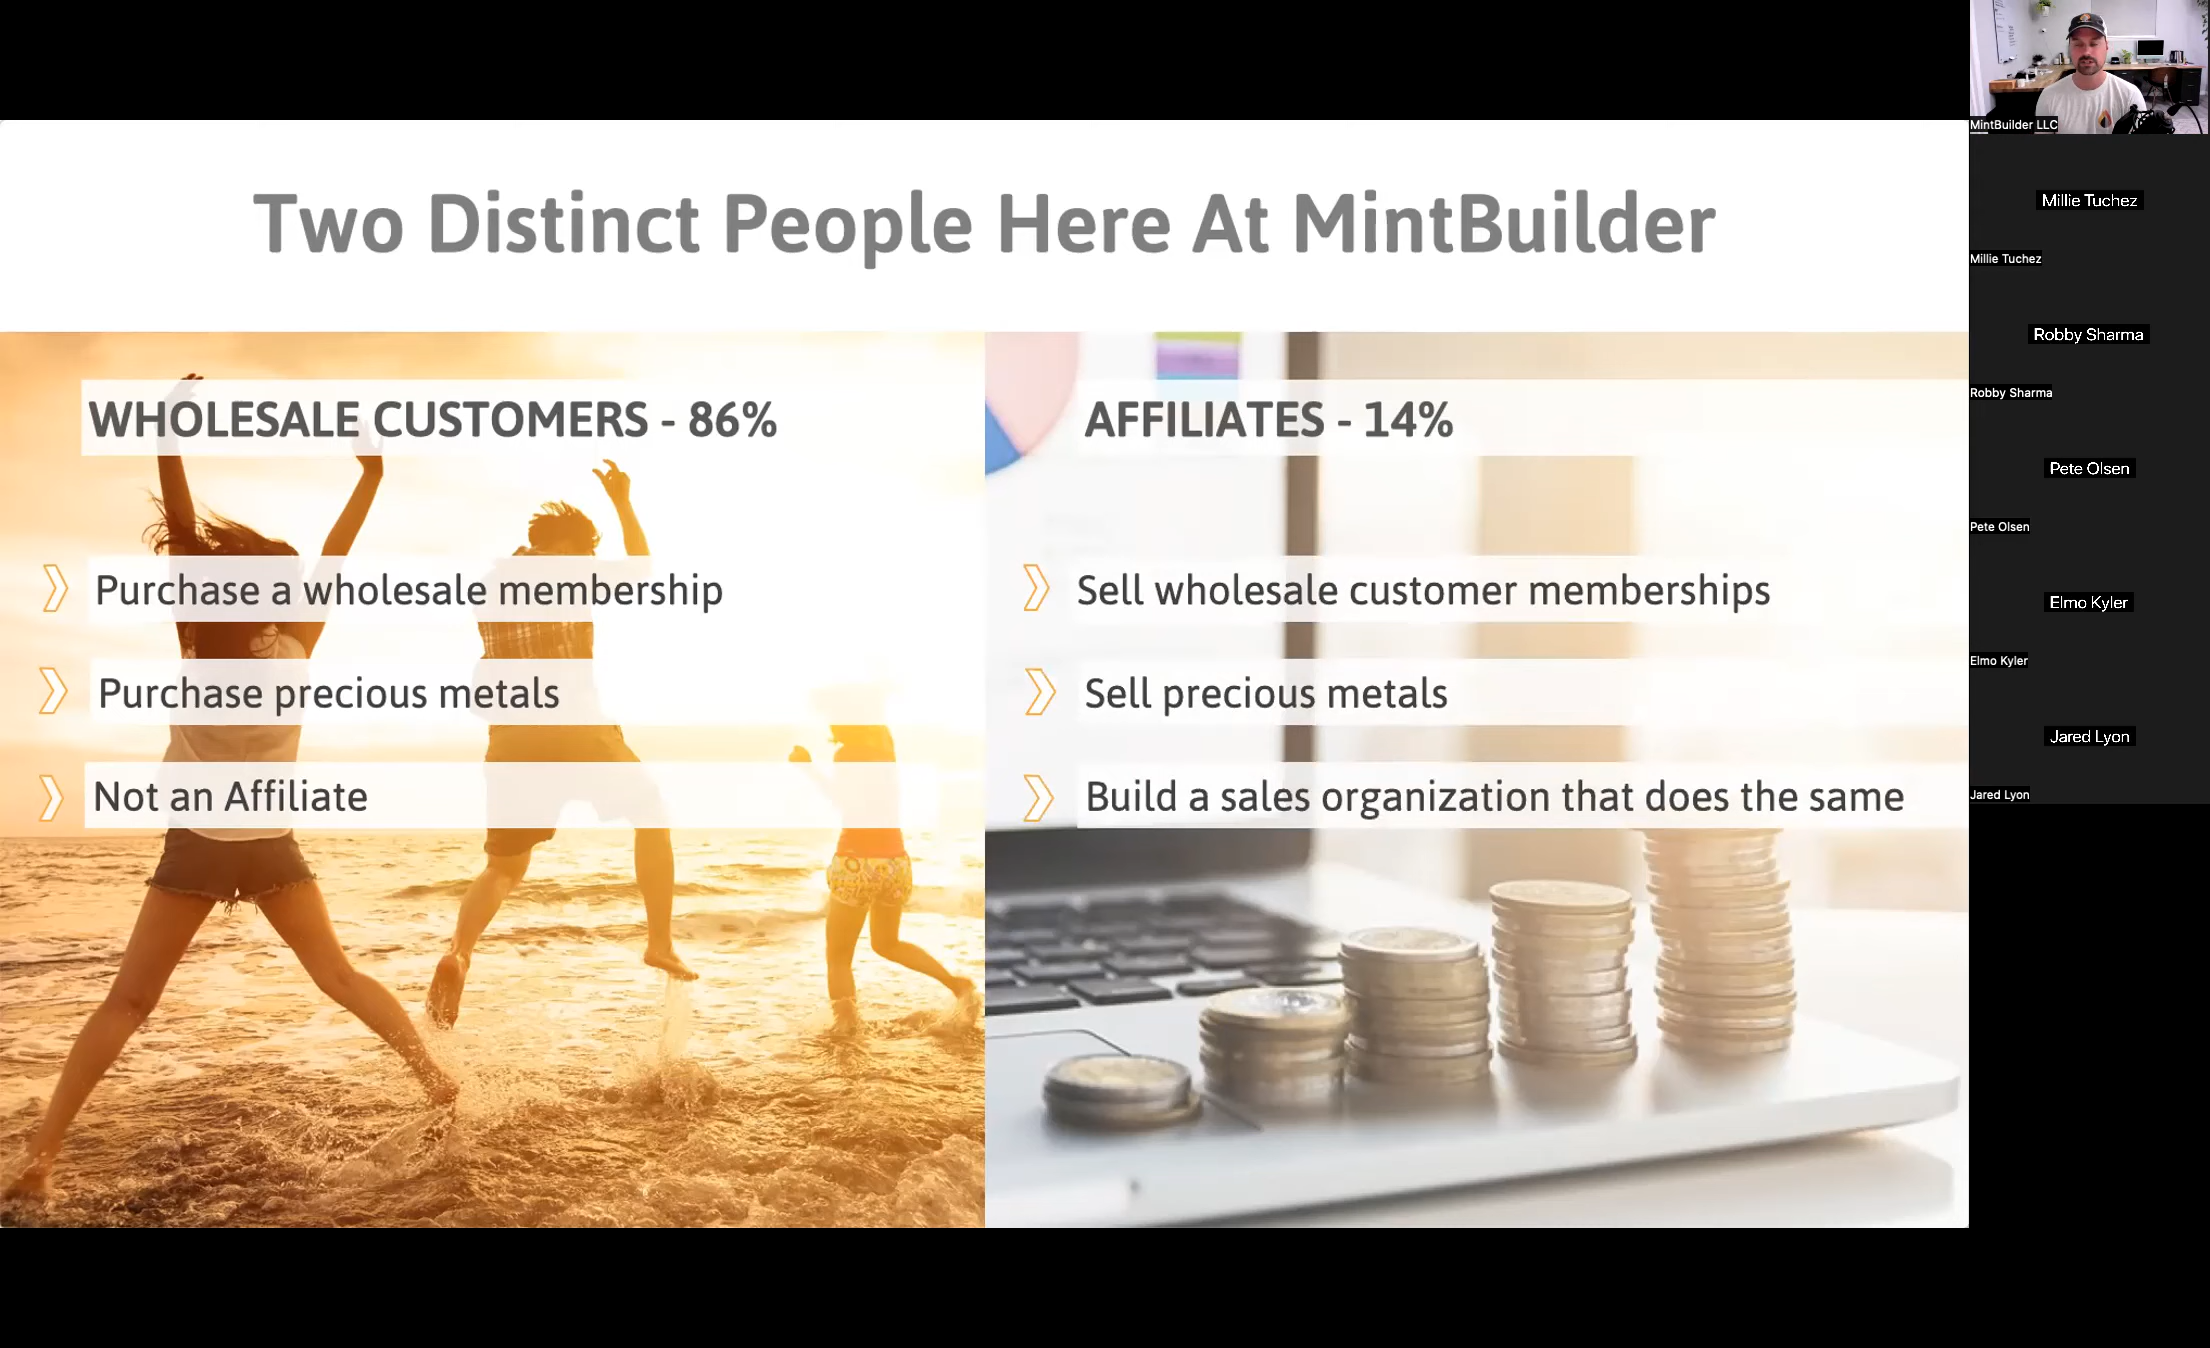 Two Distinct People Here At MintBuilder
WHOLESALE CUSTOMERS - 86%
Purchase a wholesale membership
Purchase precious metals
Not an Affiliate
AFFILIATES - 14%
Sell wholesale customer memberships
Sell precious metals
Build a sales organization that does the same
MintBuilder LLC
Millie Tuchez
Millie Tuchez
Robby Sharma
Robby Sharma
Pete Olsen
Pete Olsen
Elmo Kyler
Elmo Kyler
Jared Lyon
Jared Lyon